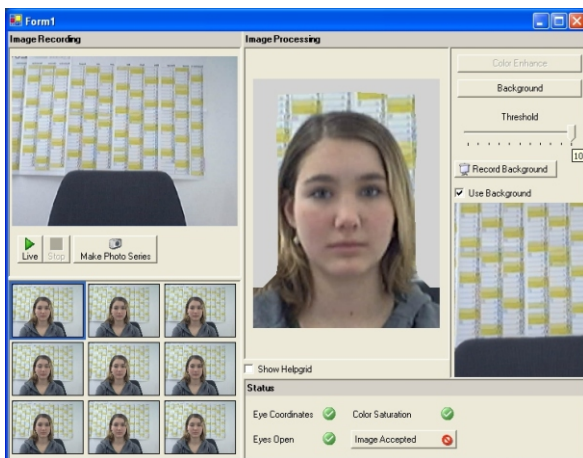 Form1
Image Recording
Image Processing
Color Enhance
Background
Threshold
10
Record Background
Use Background
Live
Stop
Make Photo Series
Show Helpgrid
Status
Eye Coordinates
Color Saturation
Eyes Open
Image Accepted